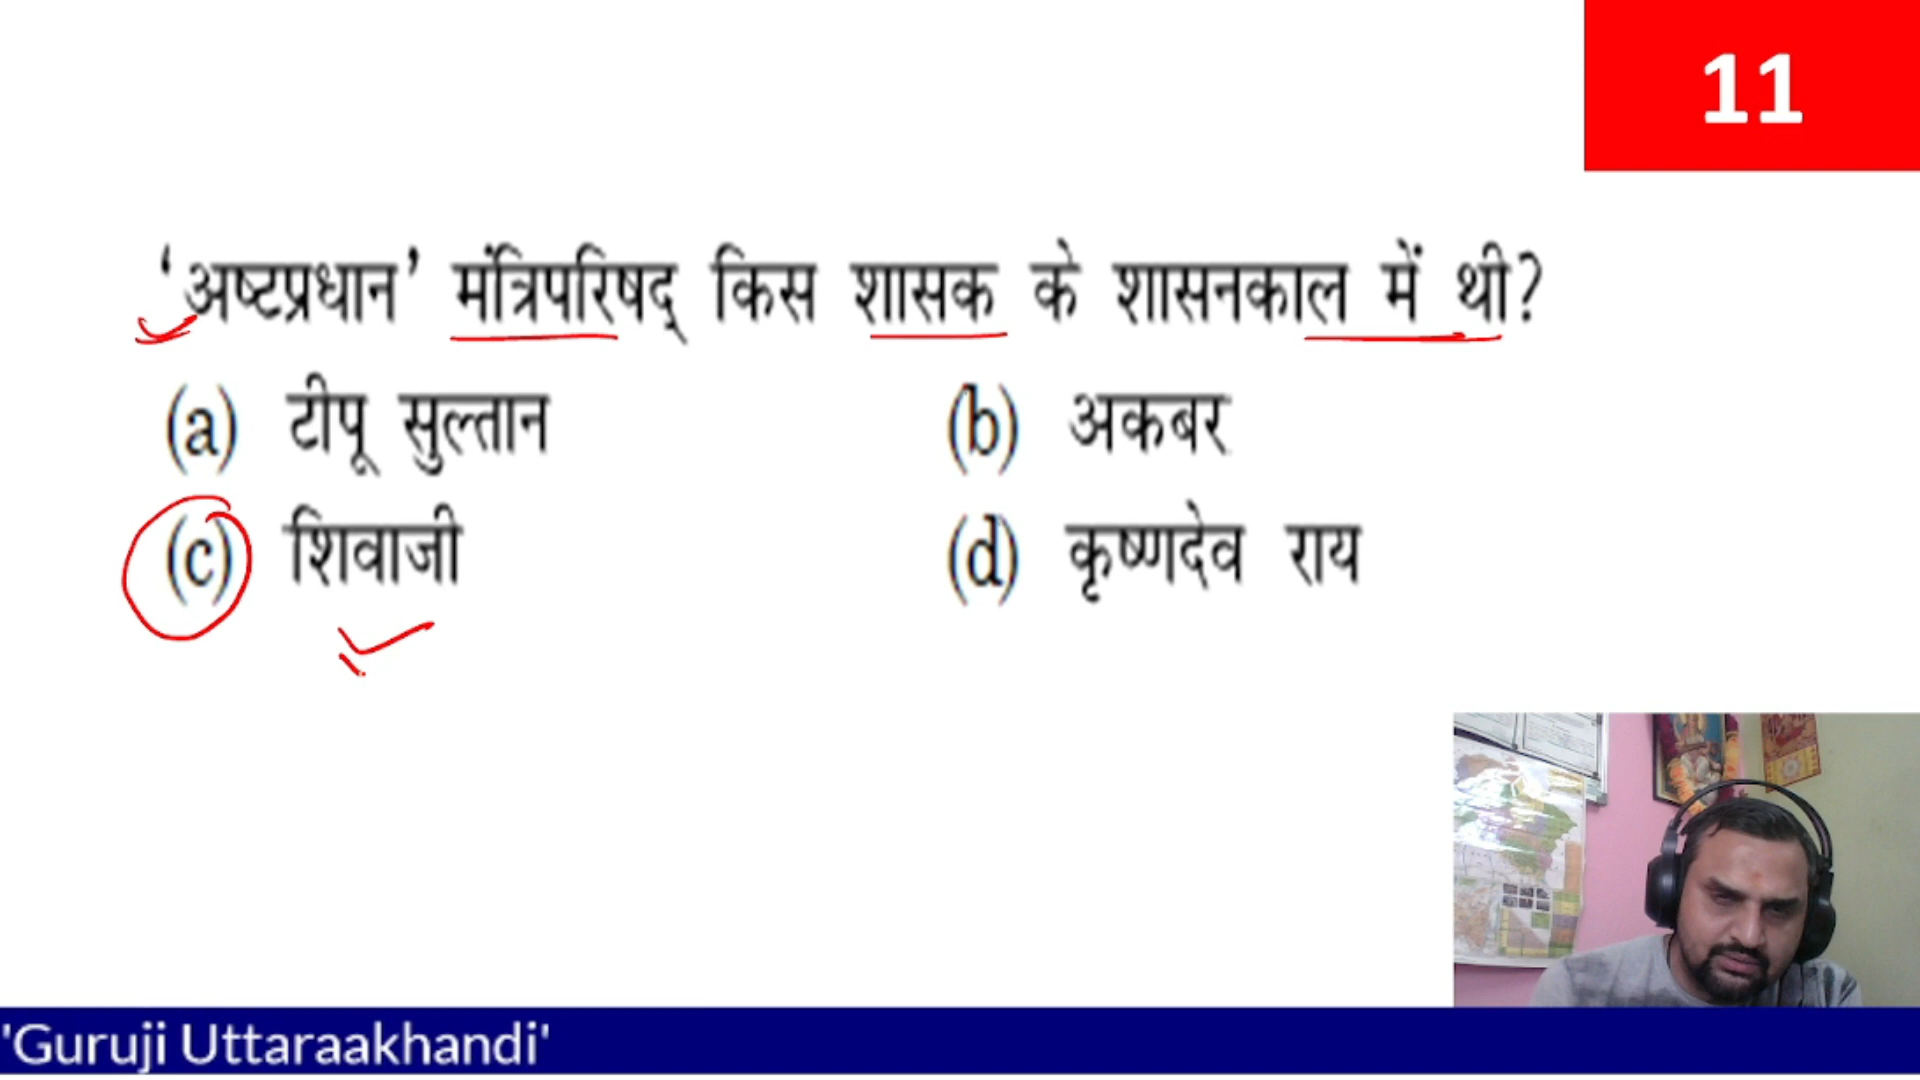 11
‘अष्टप्रधान’ मंत्रिपरिषद् किस शासक के शासनकाल में थी?
(a) टीपू सुल्तान (b) अकबर
(c) शिवाजी (d) कृष्णदेव राय
'Guruji Uttaraakhandi'